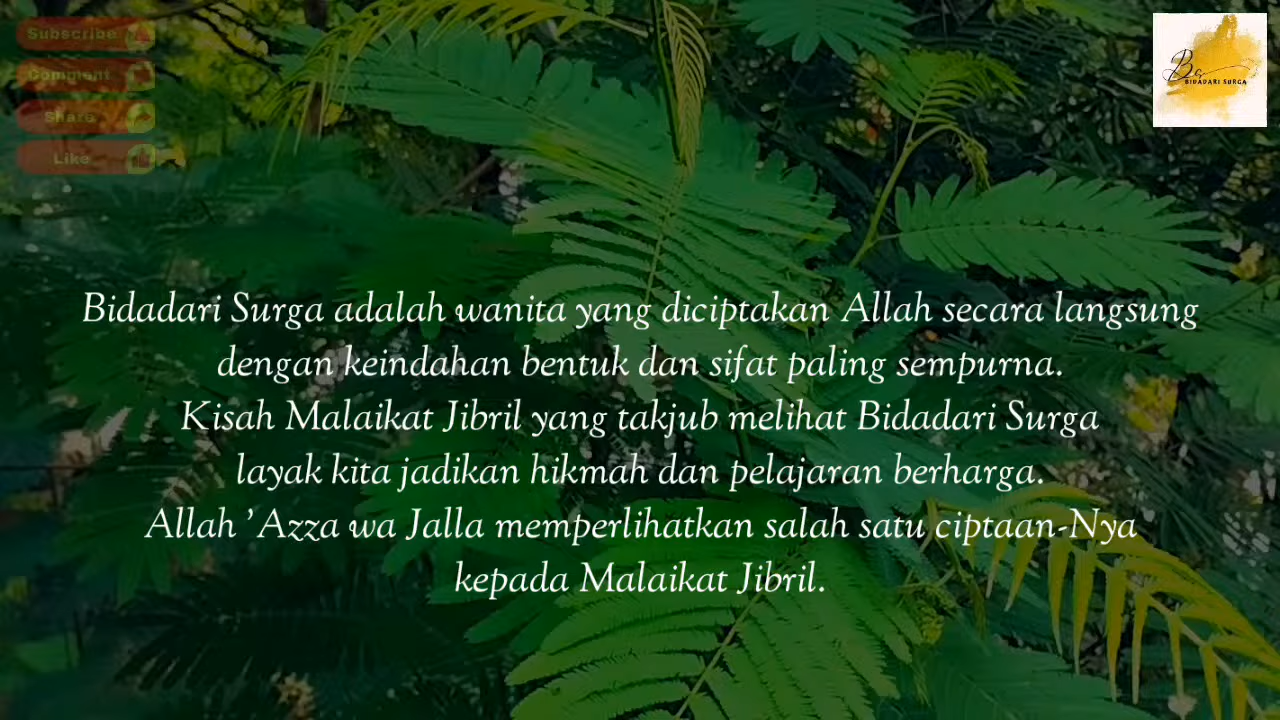 Subscribe
Comment
Share
Like
Bs
BIDADARI SURGA
Bidadari Surga adalah wanita yang diciptakan Allah secara langsung
dengan keindahan bentuk dan sifat paling sempurna.
Kisah Malaikat Jibril yang takjub melihat Bidadari Surga
layak kita jadikan hikmah dan pelajaran berharga.
Allah 'Azza wa Jalla memperlihatkan salah satu ciptaan-Nya
kepada Malaikat Jibril.